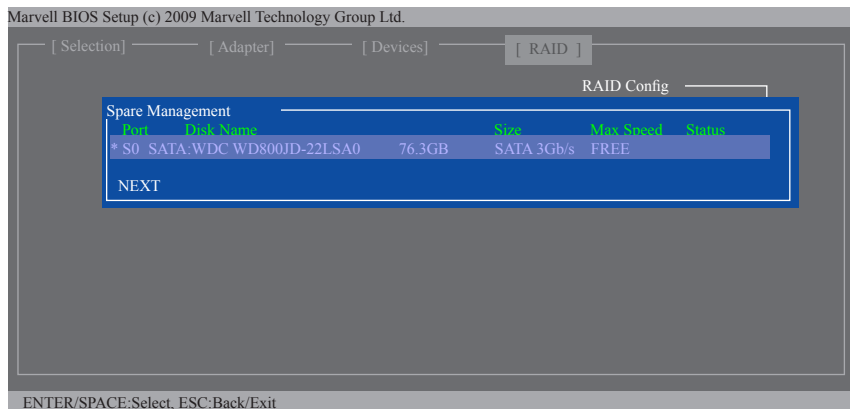 Marvell BIOS Setup (c) 2009 Marvell Technology Group Ltd.
[ Selection] [ Adapter] [ Devices] [ RAID ]
RAID Config
Spare Management
Port Disk Name Size Max Speed Status
* S0 SATA:WDC WD800JD-22LSA0 76.3GB SATA 3Gb/s FREE
NEXT
ENTER/SPACE:Select, ESC:Back/Exit